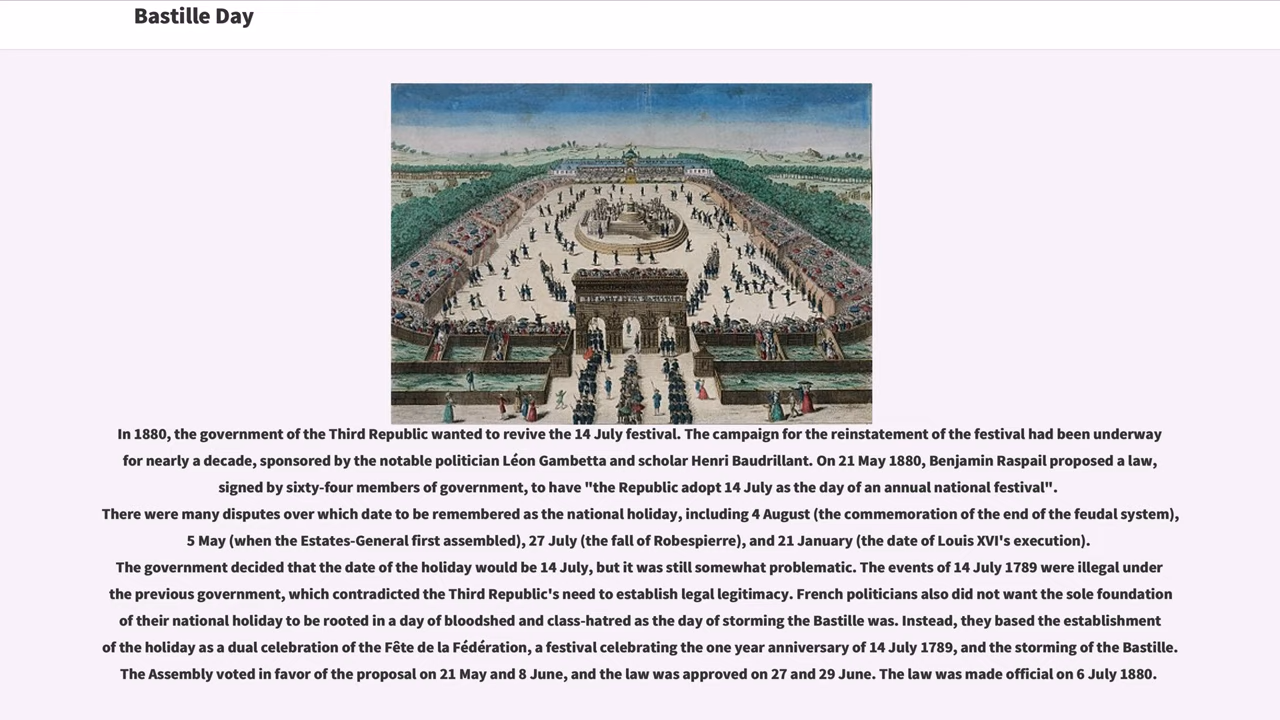 Bastille Day
In 1880, the government of the Third Republic wanted to revive the 14 July festival. The campaign for the reinstatement of the festival had been underway
for nearly a decade, sponsored by the notable politician Léon Gambetta and scholar Henri Baudrillant. On 21 May 1880, Benjamin Raspail proposed a law,
signed by sixty-four members of government, to have "the Republic adopt 14 July as the day of an annual national festival".
There were many disputes over which date to be remembered as the national holiday, including 4 August (the commemoration of the end of the feudal system),
5 May (when the Estates-General first assembled), 27 July (the fall of Robespierre), and 21 January (the date of Louis XVI's execution).
The government decided that the date of the holiday would be 14 July, but it was still somewhat problematic. The events of 14 July 1789 were illegal under
the previous government, which contradicted the Third Republic's need to establish legal legitimacy. French politicians also did not want the sole foundation
of their national holiday to be rooted in a day of bloodshed and class-hatred as the day of storming the Bastille was. Instead, they based the establishment
of the holiday as a dual celebration of the Fête de la Fédération, a festival celebrating the one year anniversary of 14 July 1789, and the storming of the Bastille.
The Assembly voted in favor of the proposal on 21 May and 8 June, and the law was approved on 27 and 29 June. The law was made official on 6 July 1880.